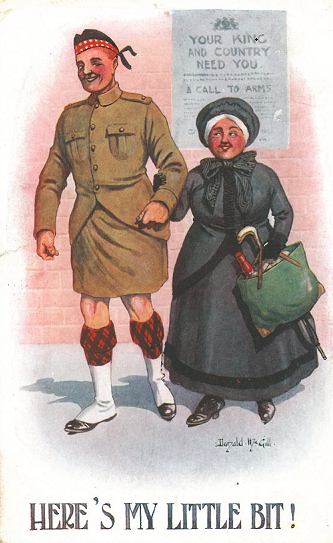 YOUR KING
AND COUNTRY
NEED YOU.
A CALL TO ARMS
Donald McGill.
HERE'S MY LITTLE BIT!